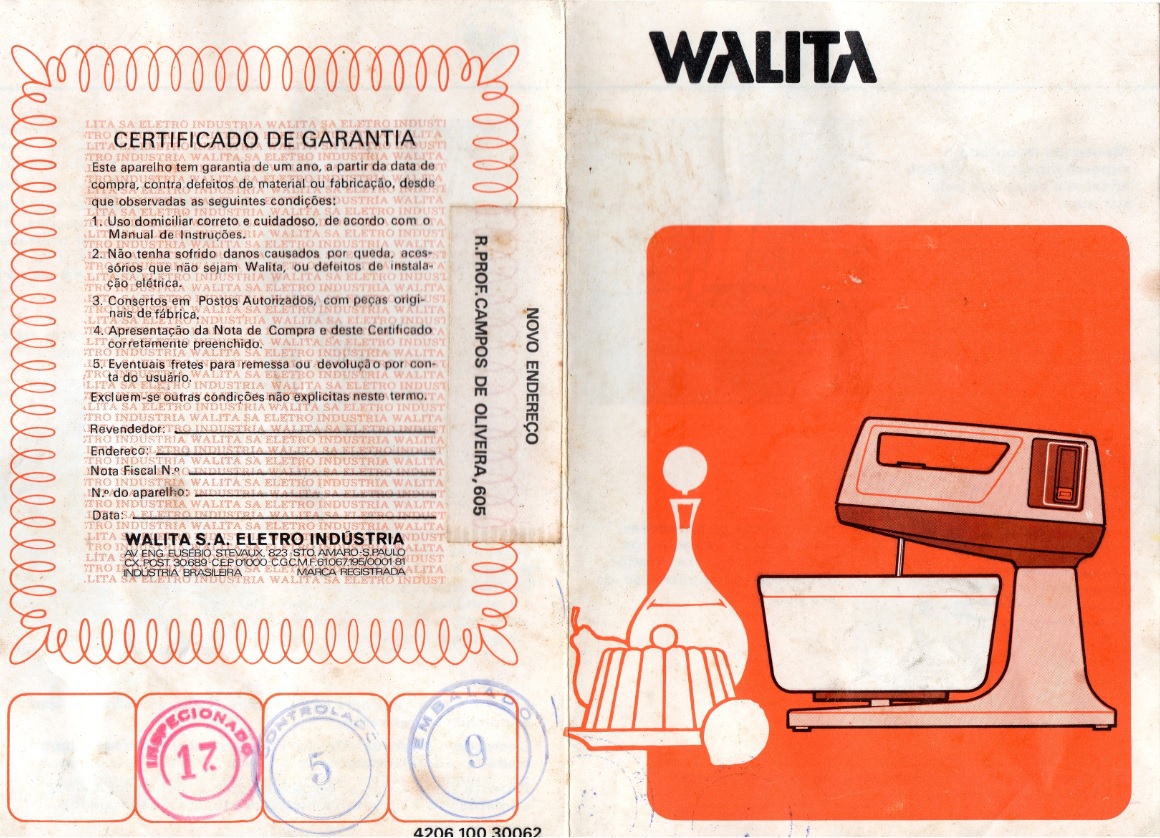 CERTIFICADO DE GARANTIA
Este aparelho tem garantia de um ano, a partir da data de
compra, contra defeitos de material ou fabricação, desde
que observadas as seguintes condições:
1. Uso domiciliar correto e cuidadoso, de acordo com o
Manual de Instruções.
2. Não tenha sofrido danos causados por queda, aces-
sórios que não sejam Walita, ou defeitos de instala-
ção elétrica.
3. Consertos em Postos Autorizados, com peças origi-
nais de fábrica.
4. Apresentação da Nota de Compra e deste Certificado
corretamente preenchido.
5. Eventuais fretes para remessa ou devolução por con-
ta do usuário.
Excluem-se outras condições não explicitas neste termo.
Revendedor:
Endereco:
Nota Fiscal N.º
N.º do aparelho:
Data:
WALITA S.A. ELETRO INDÚSTRIA
AV ENG EUSÉBIO STEVAUX, 823 · STO. AMARO · S.PAULO
CX. POST. 30689 · CEP 01000 · C.G.C.M.F. 61067.195/0001·81
INDÚSTRIA BRASILEIRA MARCA REGISTRADA
NOVO ENDEREÇO
R.PROF.CAMPOS DE OLIVEIRA, 605
INSPECIONADO
17
CONTROLADO
5
EMBALADO
9
4206 100 30062
WALITA